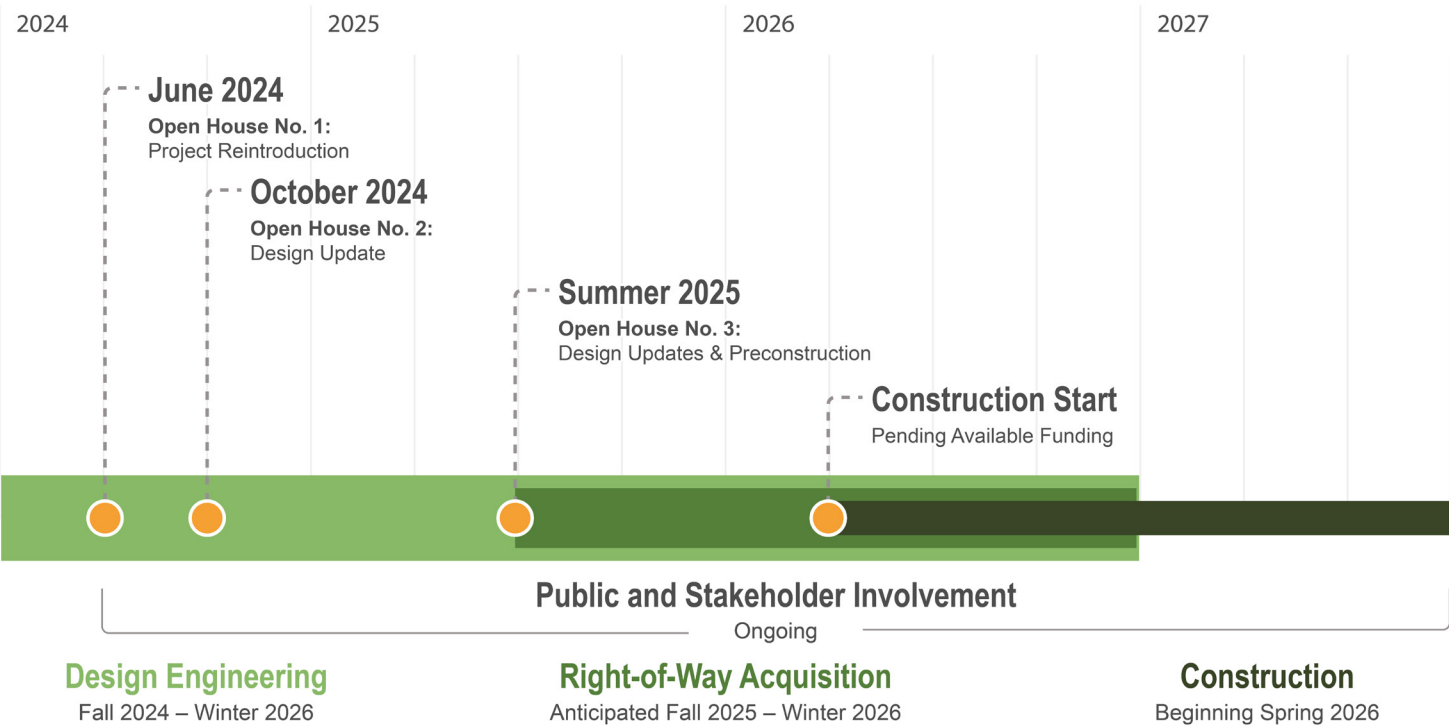 2024
2025
2026
2027
June 2024
Open House No. 1:
Project Reintroduction
October 2024
Open House No. 2:
Design Update
Summer 2025
Open House No. 3:
Design Updates & Preconstruction
Construction Start
Pending Available Funding
Public and Stakeholder Involvement
Ongoing
Design Engineering
Fall 2024 – Winter 2026
Right-of-Way Acquisition
Anticipated Fall 2025 – Winter 2026
Construction
Beginning Spring 2026